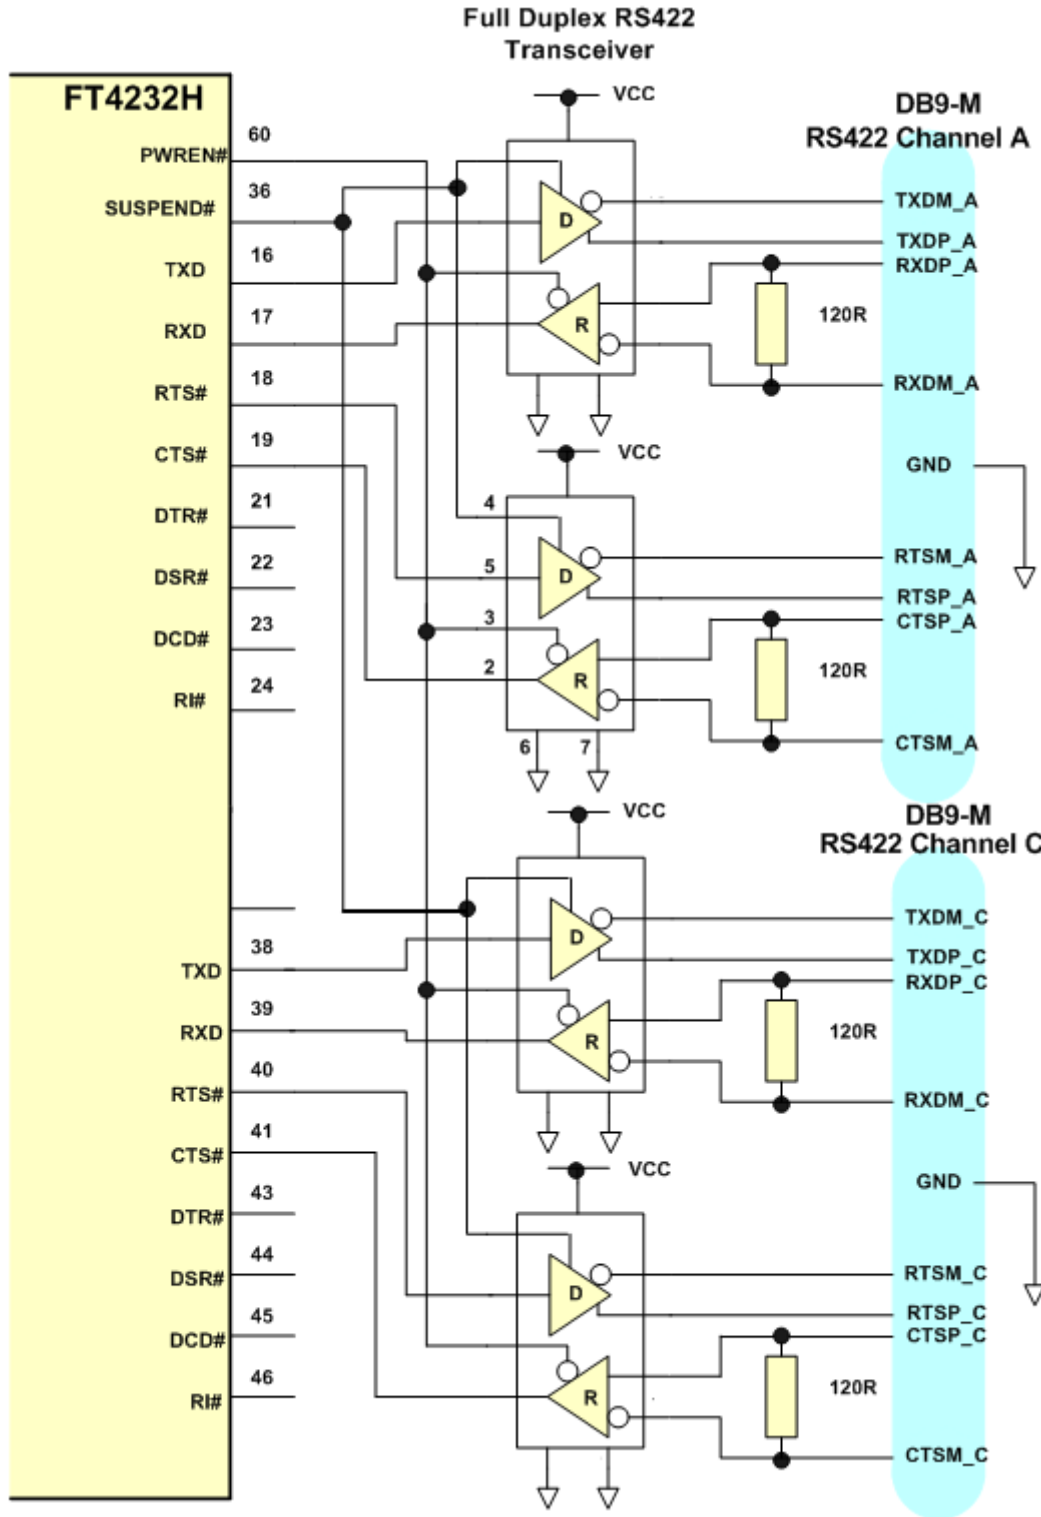 Full Duplex RS422
Transceiver
FT4232H
VCC
DB9-M
RS422 Channel A
60
PWREN#
36
SUSPEND#
D
TXDM_A
16
TXD
TXDP_A
RXDP_A
17
RXD
R
120R
18
RTS#
RXDM_A
19
CTS#
VCC
GND
21
DTR#
4
22
DSR#
5
D
RTSM_A
RTSP_A
23
DCD#
3
CTSP_A
24
RI#
2
R
120R
6
7
CTSM_A
VCC
DB9-M
RS422 Channel C
38
TXD
D
TXDM_C
TXDP_C
RXDP_C
39
RXD
R
120R
40
RTS#
RXDM_C
41
CTS#
VCC
GND
43
DTR#
44
DSR#
D
RTSM_C
RTSP_C
45
DCD#
CTSP_C
46
RI#
R
120R
CTSM_C